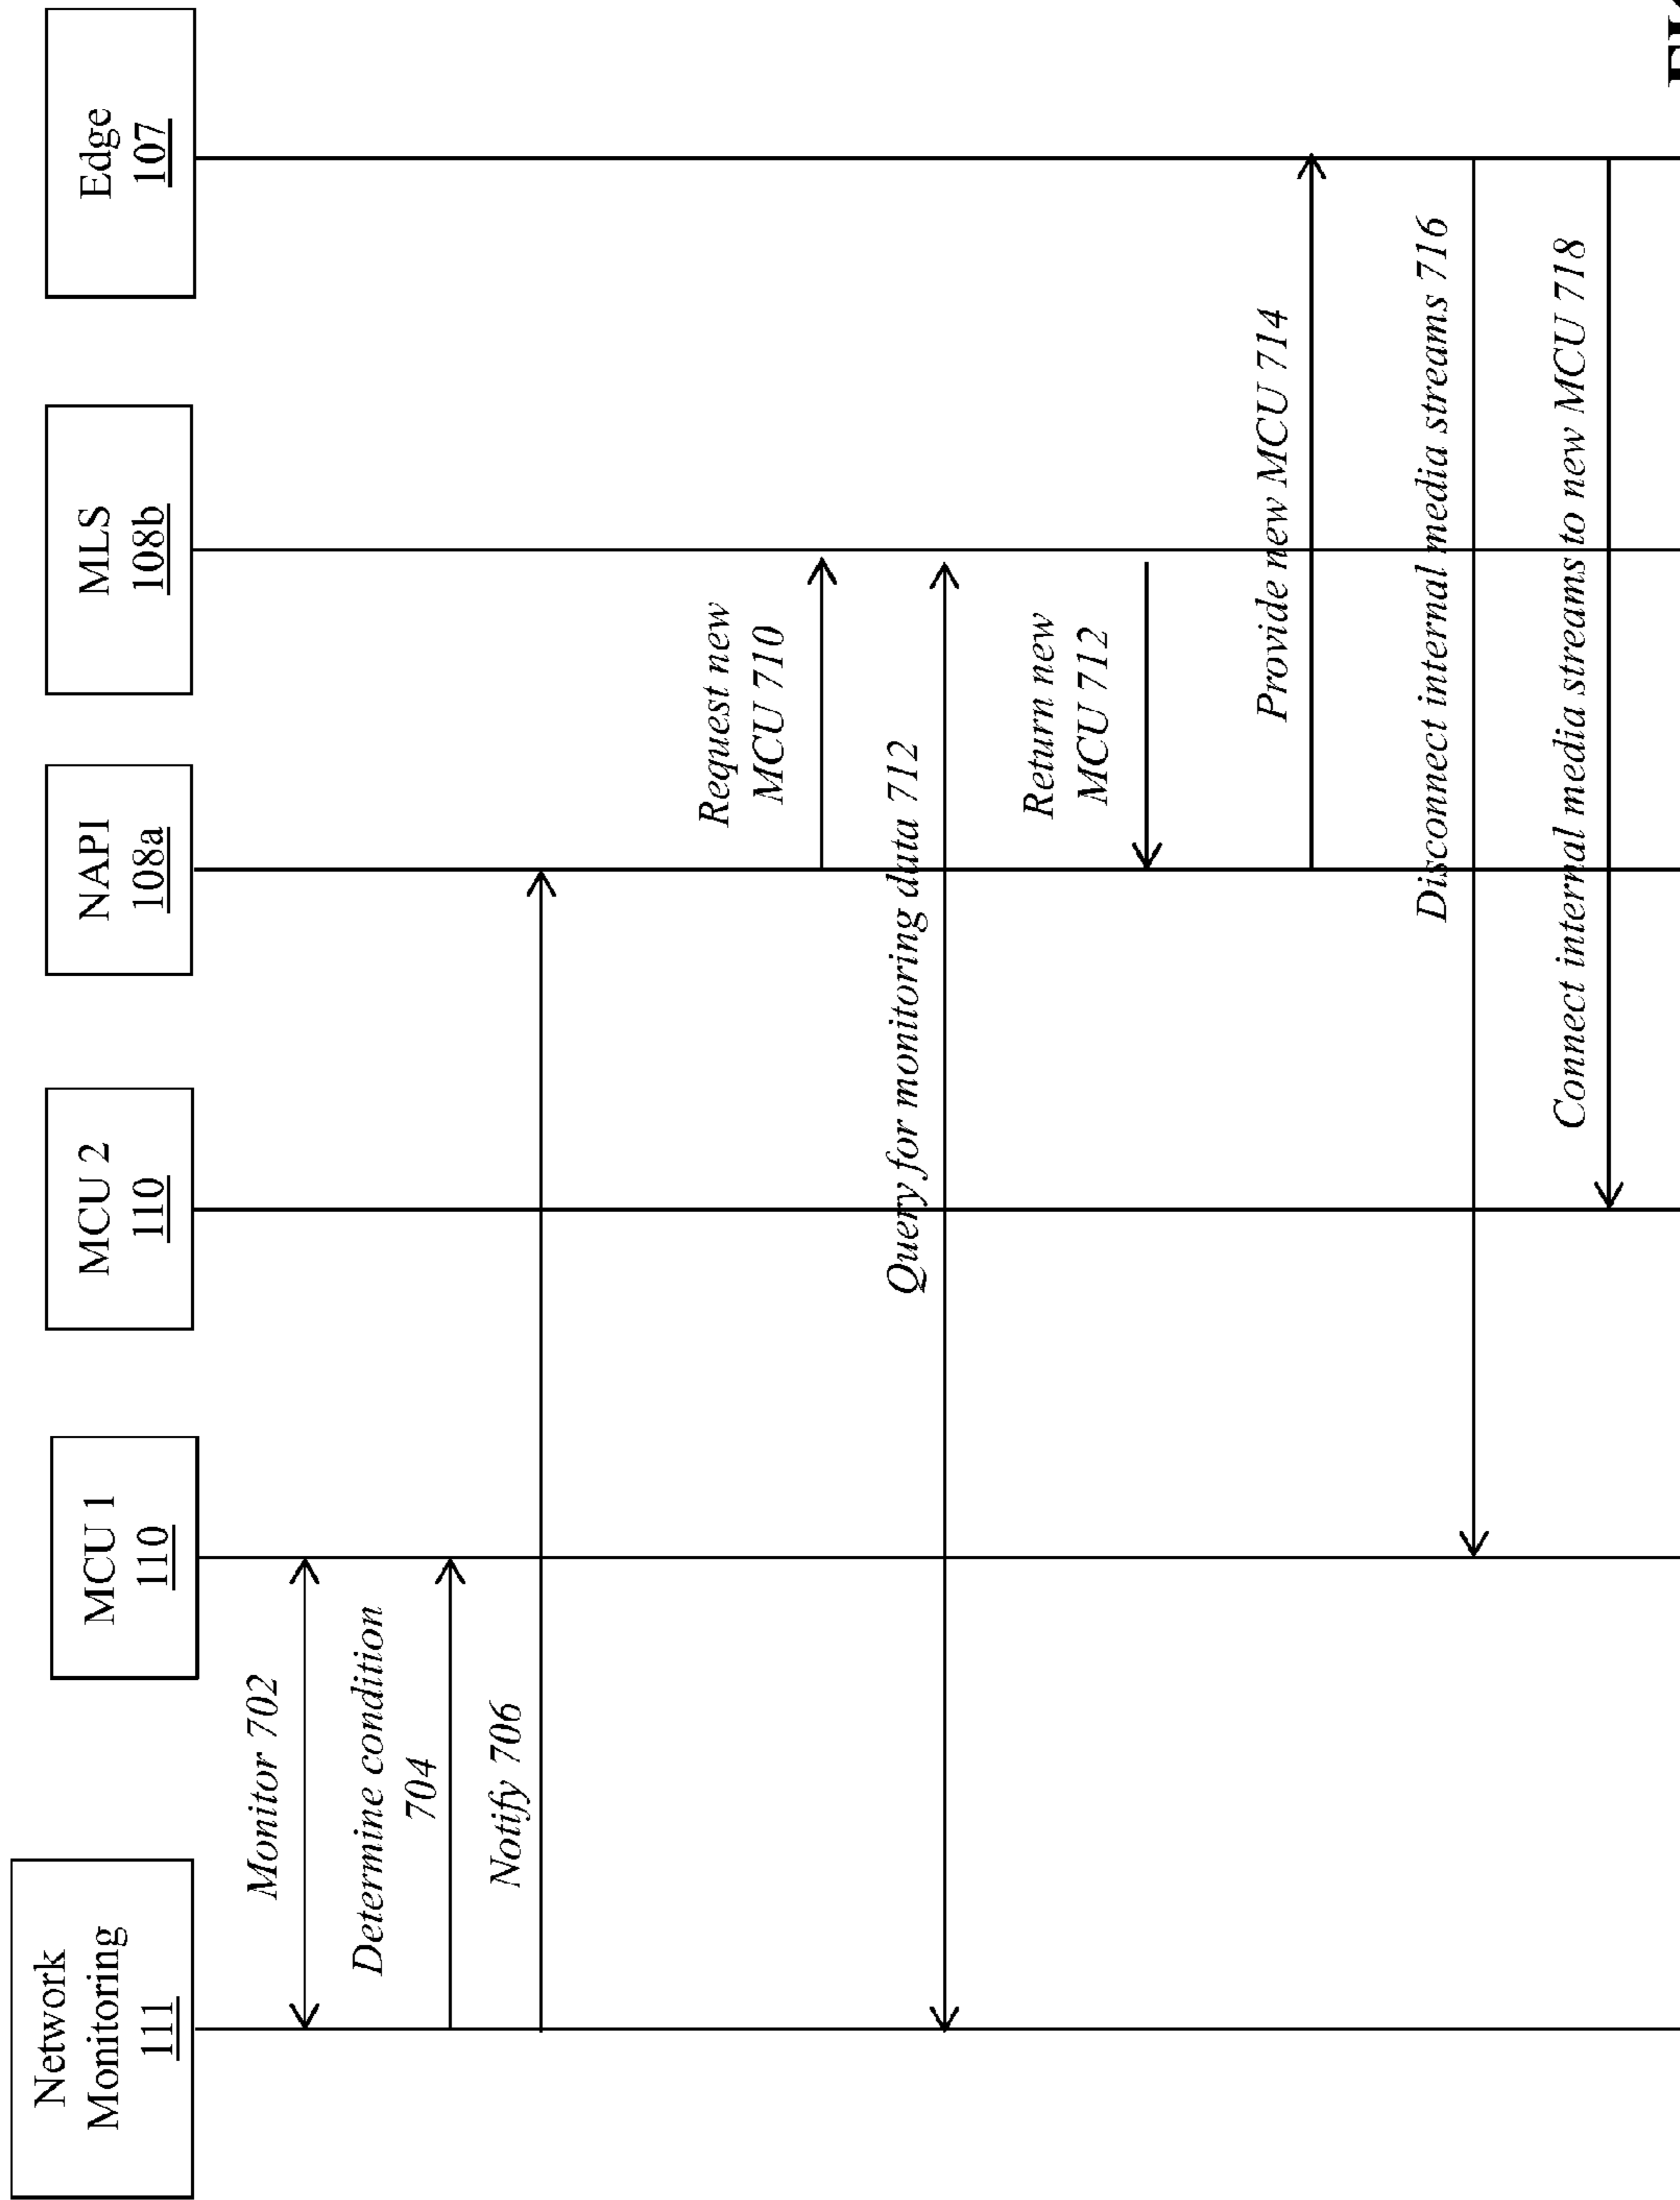 Network
Monitoring
111
MCU 1
110
MCU 2
110
NAPI
108a
MLS
108b
Edge
107
Monitor 702
Determine condition
704
Notify 706
Request new
MCU 710
Query for monitoring data 712
Return new
MCU 712
Provide new MCU 714
Disconnect internal media streams 716
Connect internal media streams to new MCU 718